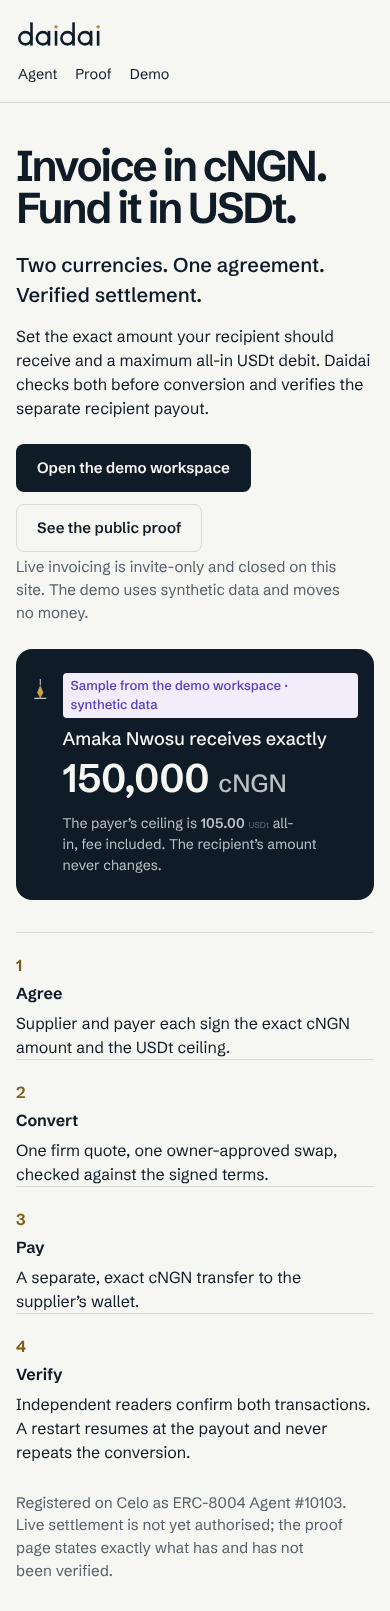 daidai
Agent Proof Demo
Invoice in cNGN.
Fund it in USDt.
Two currencies. One agreement.
Verified settlement.
Set the exact amount your recipient should
receive and a maximum all-in USDt debit. Daidai
checks both before conversion and verifies the
separate recipient payout.
Open the demo workspace
See the public proof
Live invoicing is invite-only and closed on this
site. The demo uses synthetic data and moves
no money.
Sample from the demo workspace ·
synthetic data
Amaka Nwosu receives exactly
150,000 cNGN
The payer’s ceiling is 105.00 USDt all-
in, fee included. The recipient’s amount
never changes.
1
Agree
Supplier and payer each sign the exact cNGN
amount and the USDt ceiling.
2
Convert
One firm quote, one owner-approved swap,
checked against the signed terms.
3
Pay
A separate, exact cNGN transfer to the
supplier’s wallet.
4
Verify
Independent readers confirm both transactions.
A restart resumes at the payout and never
repeats the conversion.
Registered on Celo as ERC-8004 Agent #10103.
Live settlement is not yet authorised; the proof
page states exactly what has and has not
been verified.